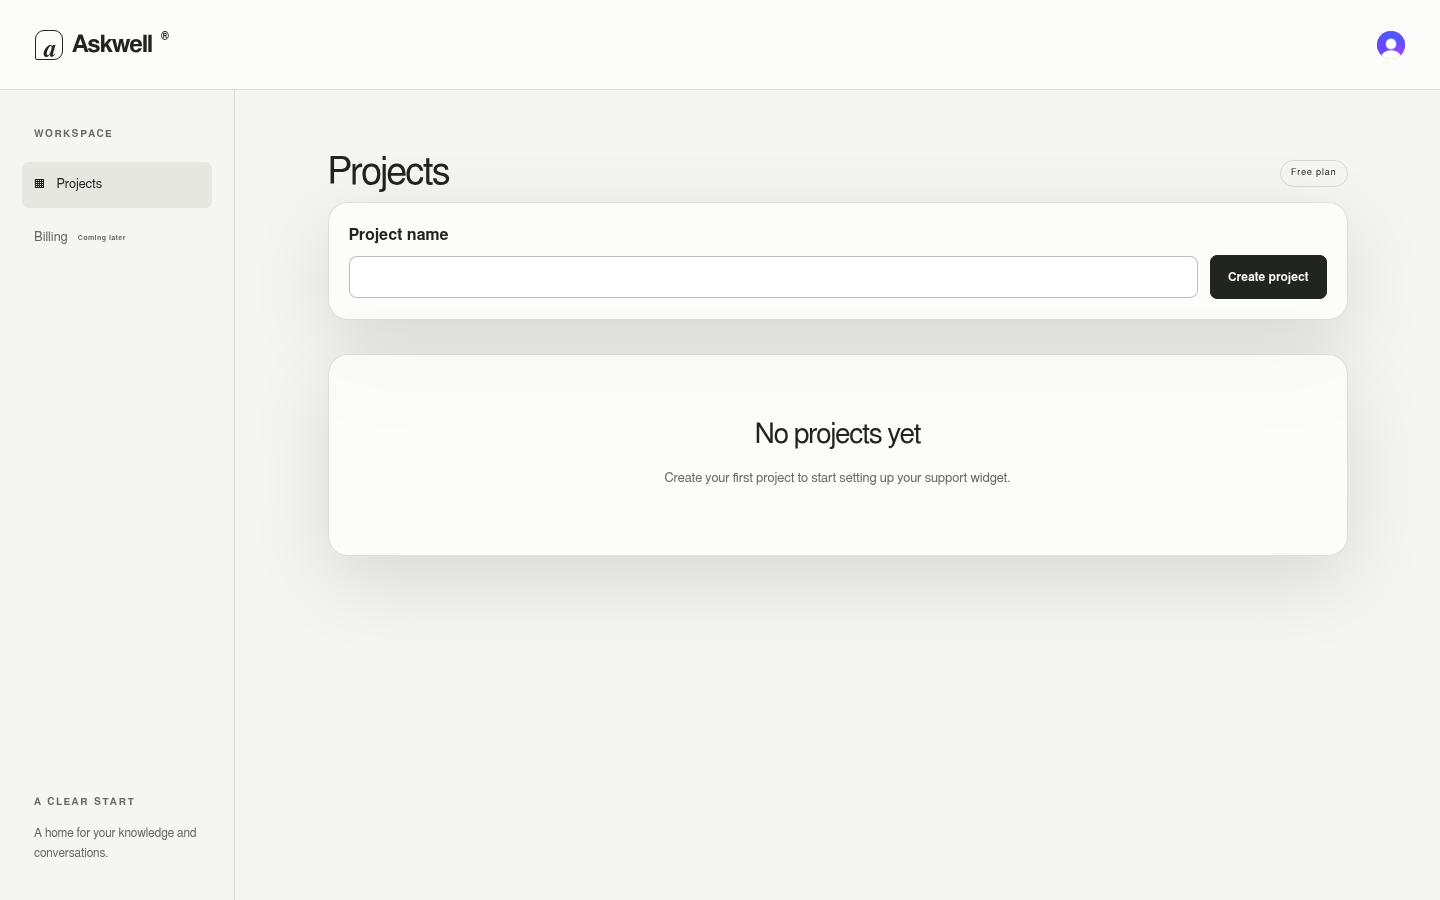 a Askwell ®
WORKSPACE
Projects
Billing Coming later
A CLEAR START
A home for your knowledge and
conversations.
Projects
Free plan
Project name
Create project
No projects yet
Create your first project to start setting up your support widget.